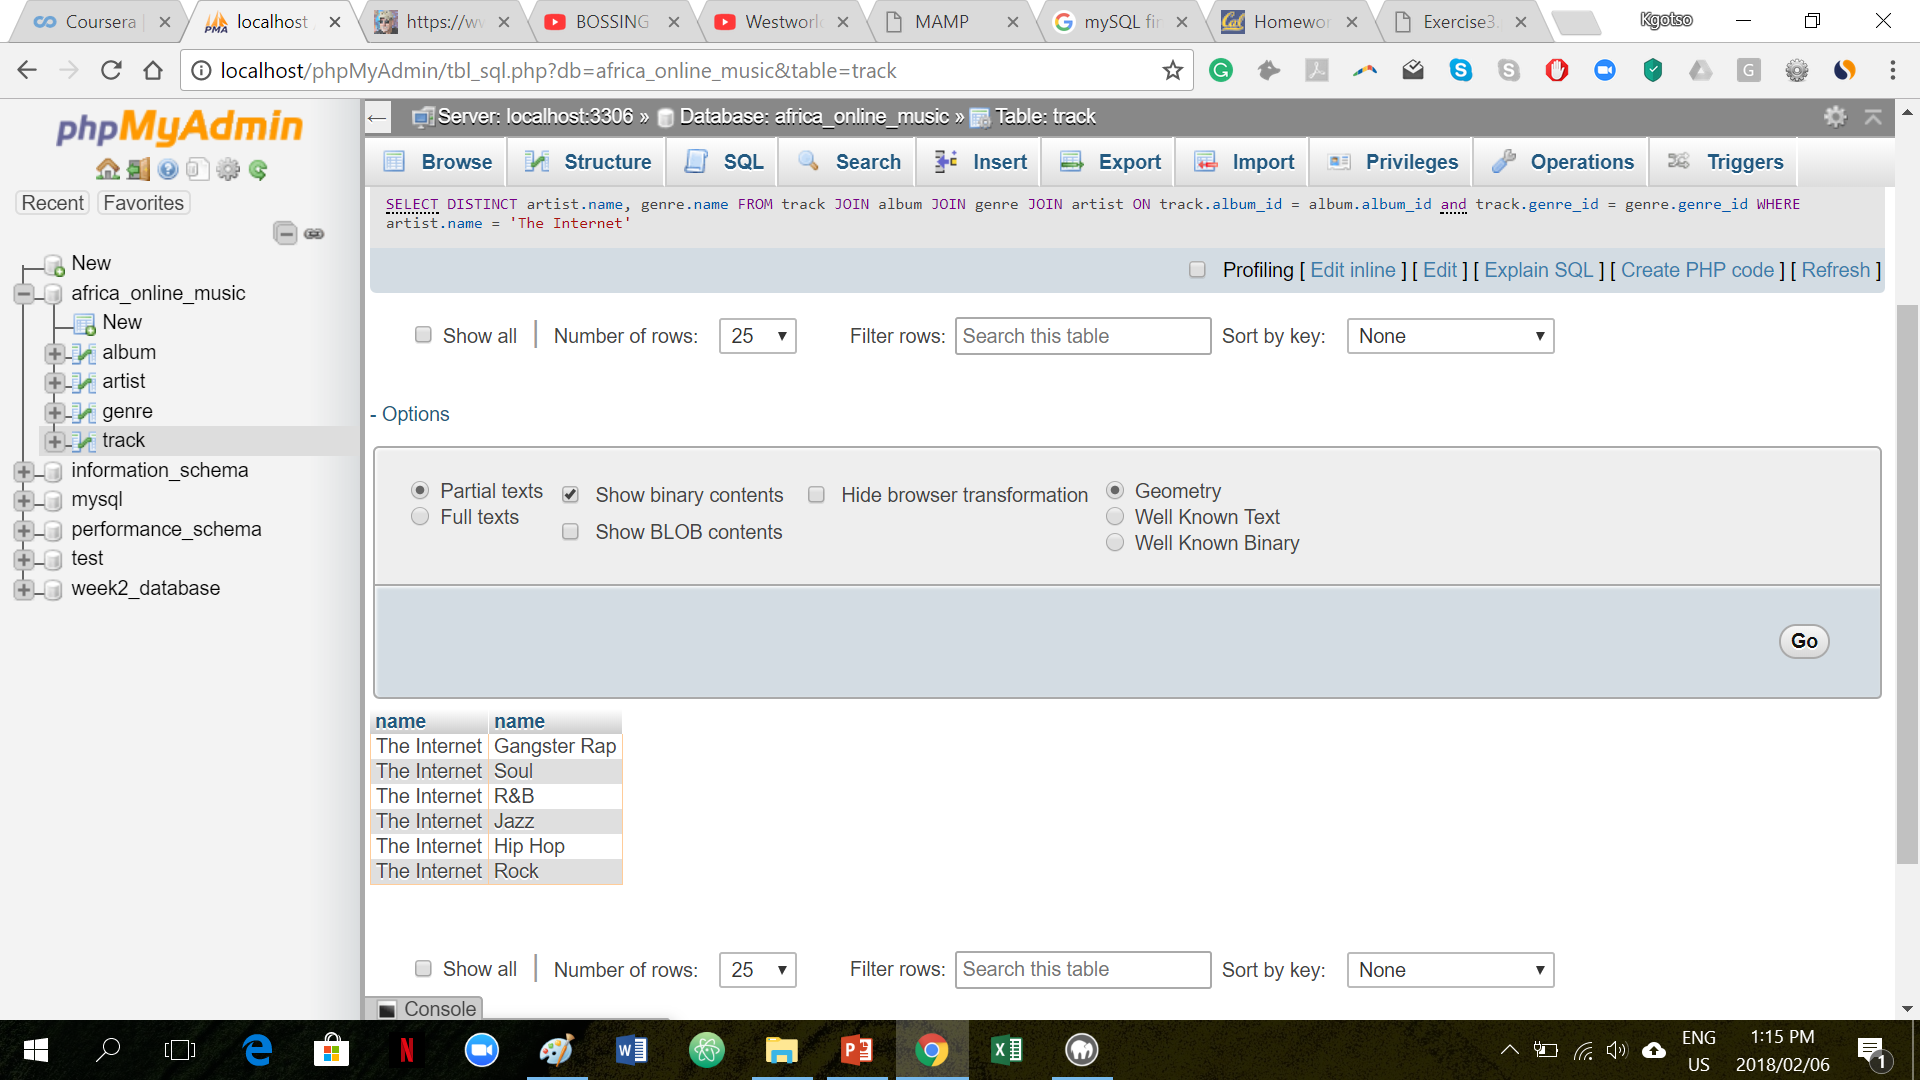 Coursera
localhost
https://ww
BOSSING
Westworl
MAMP
mySQL fin
Homewor
Exercise3.
Kgotso
localhost/phpMyAdmin/tbl_sql.php?db=africa_online_music&table=track
phpMyAdmin
Recent
Favorites
New
africa_online_music
New
album
artist
genre
track
information_schema
mysql
performance_schema
test
week2_database
Server: localhost:3306 » Database: africa_online_music » Table: track
Browse Structure SQL Search Insert Export Import Privileges Operations Triggers
SELECT DISTINCT artist.name, genre.name FROM track JOIN album JOIN genre JOIN artist ON track.album_id = album.album_id and track.genre_id = genre.genre_id WHERE
artist.name = 'The Internet'
Profiling [ Edit inline ] [ Edit ] [ Explain SQL ] [ Create PHP code ] [ Refresh ]
Show all | Number of rows: 25 Filter rows: Search this table Sort by key: None
- Options
Partial texts
Full texts
Show binary contents
Show BLOB contents
Hide browser transformation
Geometry
Well Known Text
Well Known Binary
Go
name name
The Internet Gangster Rap
The Internet Soul
The Internet R&B
The Internet Jazz
The Internet Hip Hop
The Internet Rock
Show all | Number of rows: 25 Filter rows: Search this table Sort by key: None
Console
ENG
US
1:15 PM
2018/02/06
1